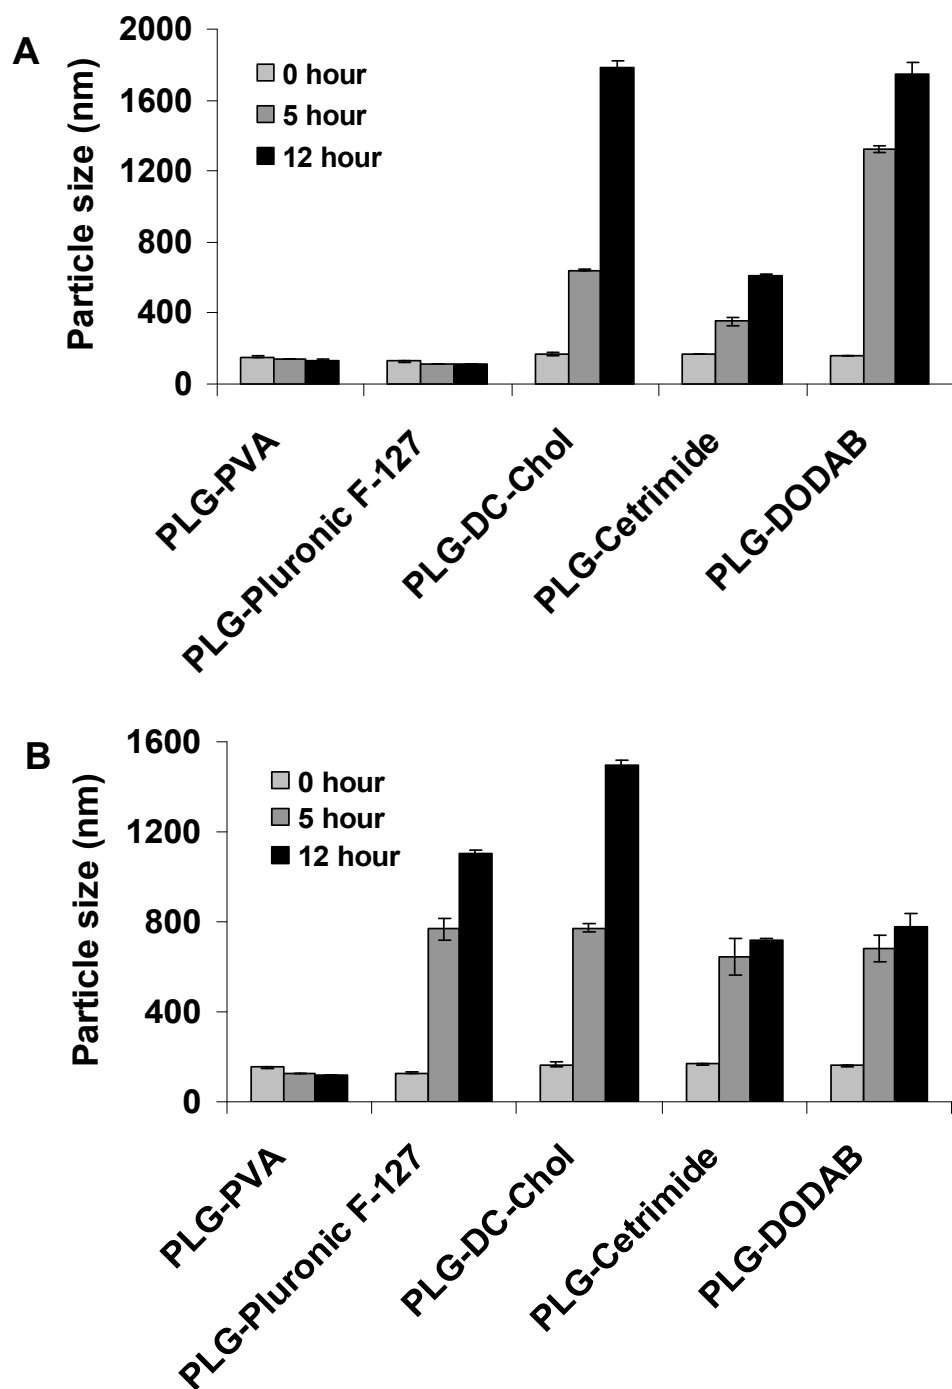 A
Particle size (nm)
2000
1600
1200
800
400
0
0 hour
5 hour
12 hour
PLG-PVA
PLG-Pluronic F-127
PLG-DC-Chol
PLG-Cetrimide
PLG-DODAB
B
Particle size (nm)
1600
1200
800
400
0
0 hour
5 hour
12 hour
PLG-PVA
PLG-Pluronic F-127
PLG-DC-Chol
PLG-Cetrimide
PLG-DODAB